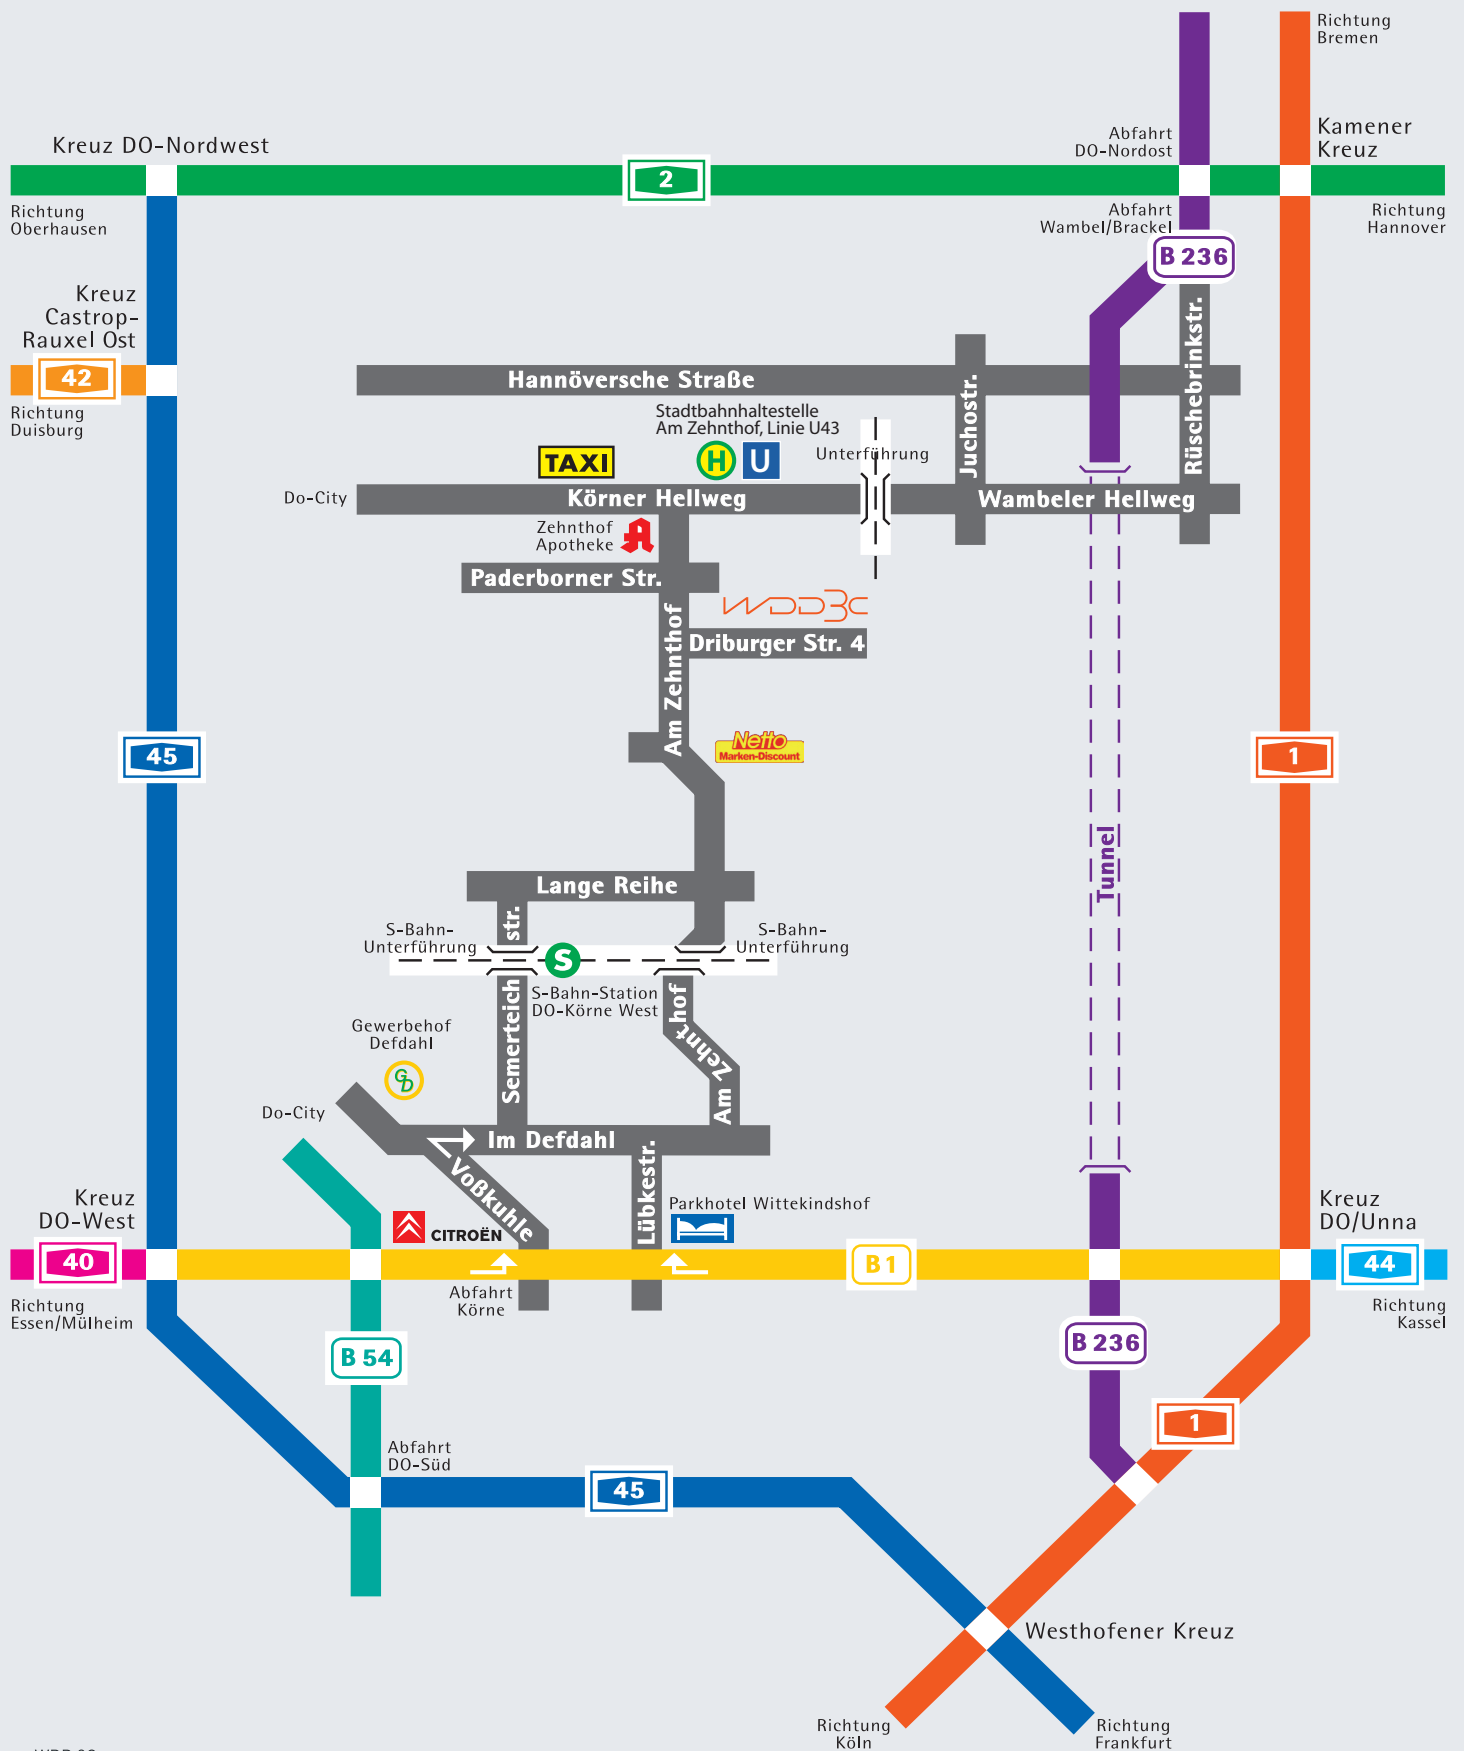 Richtung
Bremen
Kreuz DO-Nordwest
Abfahrt
DO-Nordost
Kamener
Kreuz
2
Richtung
Oberhausen
Abfahrt
Wambel/Brackel
Richtung
Hannover
B 236
Kreuz
Castrop-
Rauxel Ost
42
Richtung
Duisburg
Rüschebrinkstr.
Hannöversche Straße
Juchostr.
Stadtbahnhaltestelle
Am Zehnthof, Linie U43
TAXI
H
U
Unterführung
Do-City
Körner Hellweg
Wambeler Hellweg
Zehnthof
Apotheke
A
Paderborner Str.
WDD3C
Am Zehnthof
Driburger Str. 4
Netto
Marken-Discount
45
1
Tunnel
Lange Reihe
S-Bahn-
Unterführung
Semerteich
str.
S
S-Bahn-
Unterführung
S-Bahn-Station
DO-Körne West
Gewerbehof
Defdahl
GD
Am Zehnthof
Do-City
Im Defdahl
Voßkuhle
Lübkestr.
Kreuz
DO-West
CITROËN
Parkhotel Wittekindshof
Kreuz
DO/Unna
40
B 1
44
Richtung
Essen/Mülheim
Abfahrt
Körne
Richtung
Kassel
B 54
B 236
1
Abfahrt
DO-Süd
45
Westhofener Kreuz
Richtung
Köln
Richtung
Frankfurt